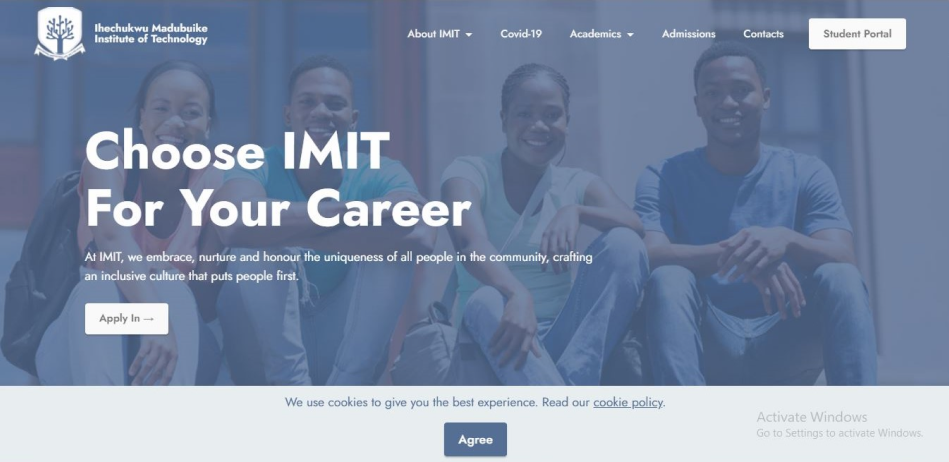 Ihechukwu Madubuike
Institute of Technology
About IMIT
Covid-19
Academics
Admissions
Contacts
Student Portal
Choose IMIT
For Your Career
At IMIT, we embrace, nurture and honour the uniqueness of all people in the community, crafting
an inclusive culture that puts people first.
Apply In →
We use cookies to give you the best experience. Read our cookie policy.
Agree
Activate Windows
Go to Settings to activate Windows.